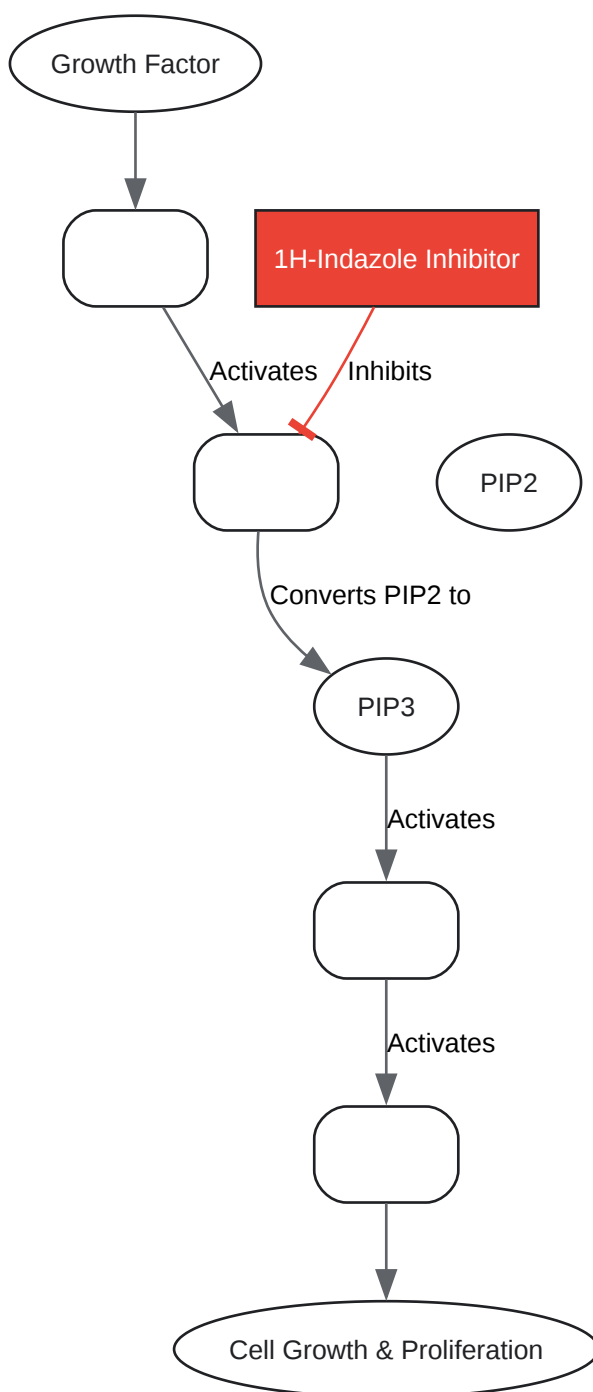 Growth Factor
1H-Indazole Inhibitor
Activates
Inhibits
PIP2
Converts PIP2 to
PIP3
Activates
Activates
Cell Growth & Proliferation